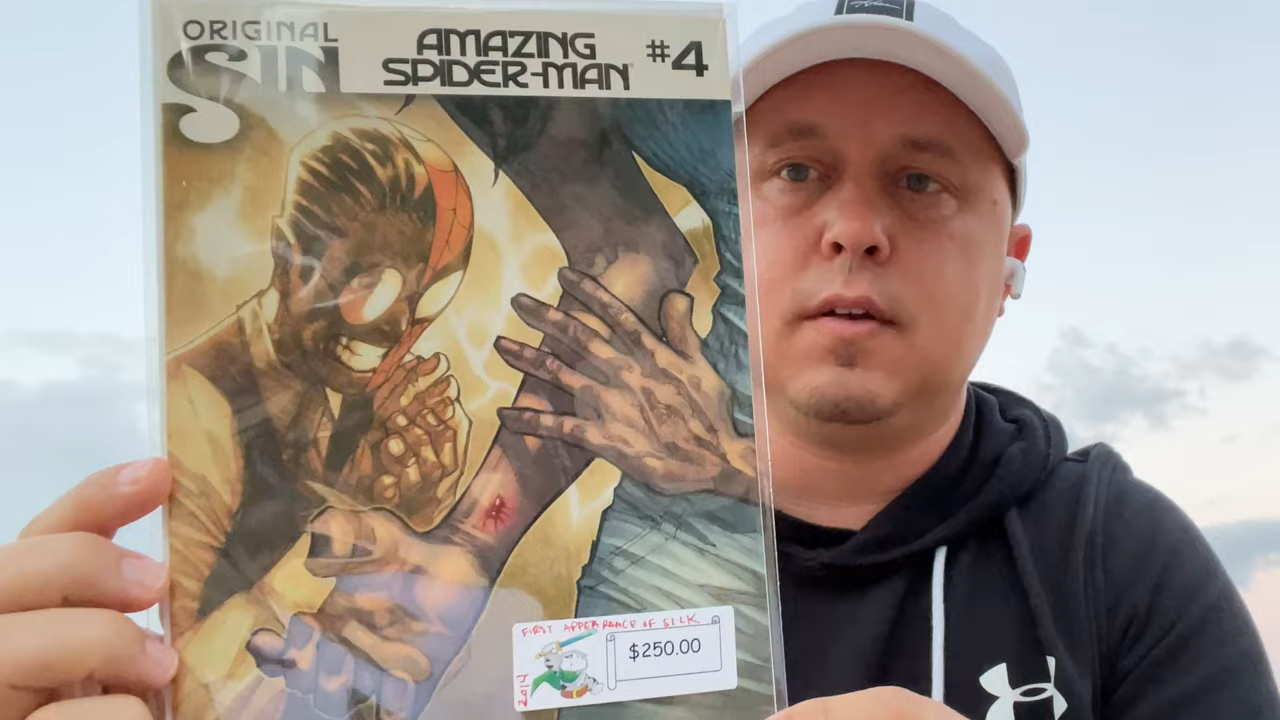 ORIGINAL
SIN
AMAZING
SPIDER-MAN
#4
FIRST APPEARANCE OF SILK
$250.00
2014